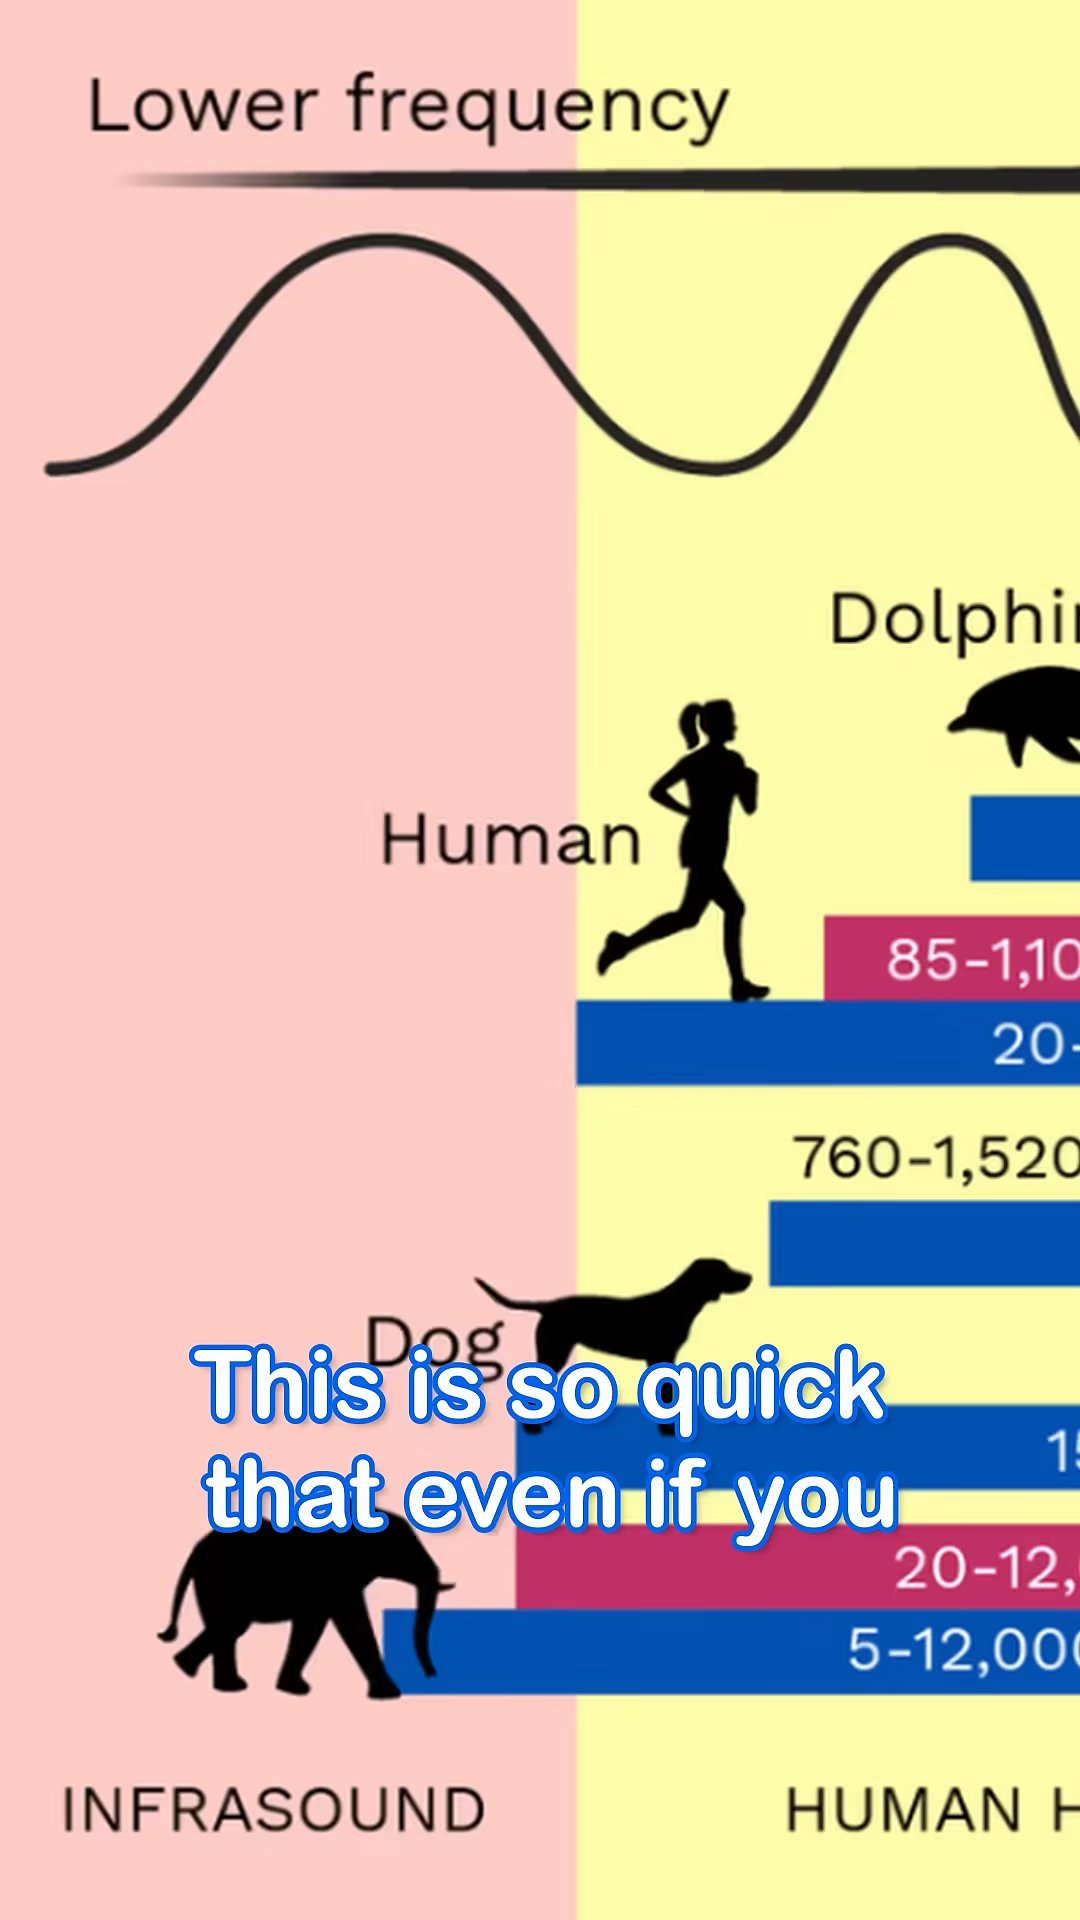 Lower frequency
Human
85-1,10
20-
760-1,520
Dog
This is so quick
that even if you
20-12,
5-12,000
INFRASOUND
HUMAN